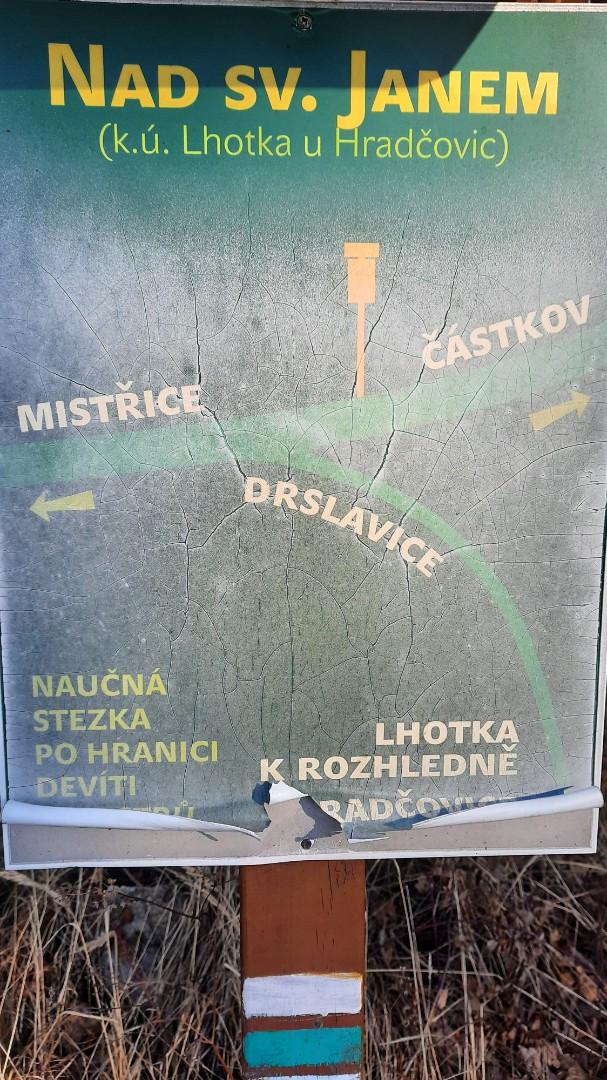 NAD SV. JANEM
(k.ú. Lhotka u Hradčovic)
ČÁSTKOV
MISTŘICE
DRSLAVICE
NAUČNÁ
STEZKA
PO HRANICI
DEVÍTI
LHOTKA
K ROZHLEDNĚ